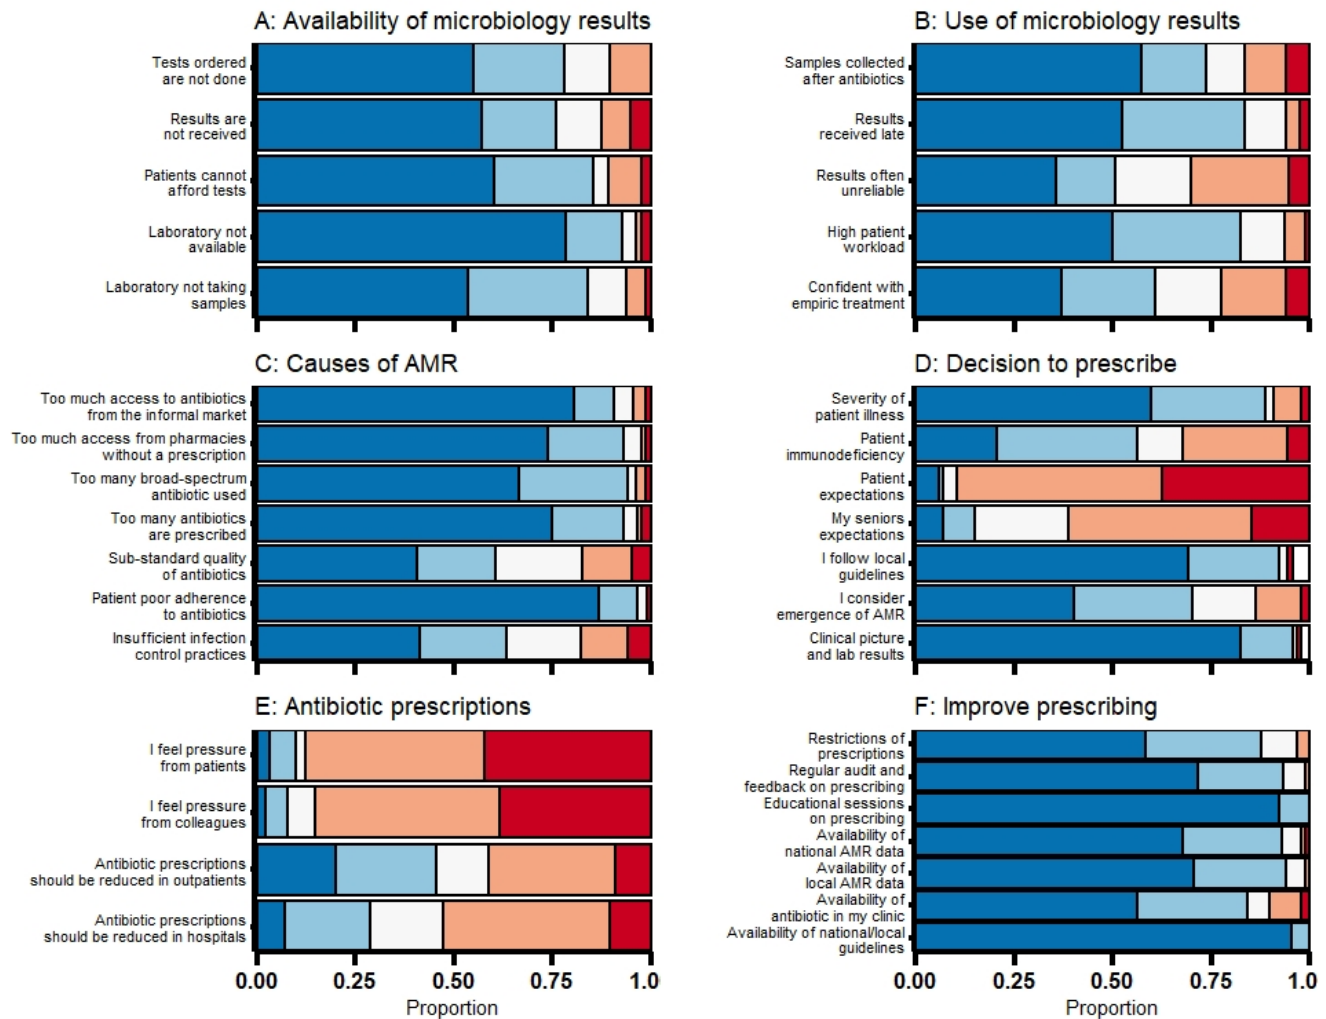 A: Availability of microbiology results
Tests ordered
are not done
Results are
not received
Patients cannot
afford tests
Laboratory not
available
Laboratory not taking
samples
B: Use of microbiology results
Samples collected
after antibiotics
Results
received late
Results often
unreliable
High patient
workload
Confident with
empiric treatment
C: Causes of AMR
Too much access to antibiotics
from the informal market
Too much access from pharmacies
without a prescription
Too many broad-spectrum
antibiotic used
Too many antibiotics
are prescribed
Sub-standard quality
of antibiotics
Patient poor adherence
to antibiotics
Insufficient infection
control practices
D: Decision to prescribe
Severity of
patient illness
Patient
immunodeficiency
Patient
expectations
My seniors
expectations
I follow local
guidelines
I consider
emergence of AMR
Clinical picture
and lab results
E: Antibiotic prescriptions
I feel pressure
from patients
I feel pressure
from colleagues
Antibiotic prescriptions
should be reduced in outpatients
Antibiotic prescriptions
should be reduced in hospitals
0.00 0.25 0.50 0.75 1.0
Proportion
F: Improve prescribing
Restrictions of
prescriptions
Regular audit and
feedback on prescribing
Educational sessions
on prescribing
Availability of
national AMR data
Availability of
local AMR data
Availability of
antibiotic in my clinic
Availability of national/local
guidelines
0.00 0.25 0.50 0.75 1.0
Proportion